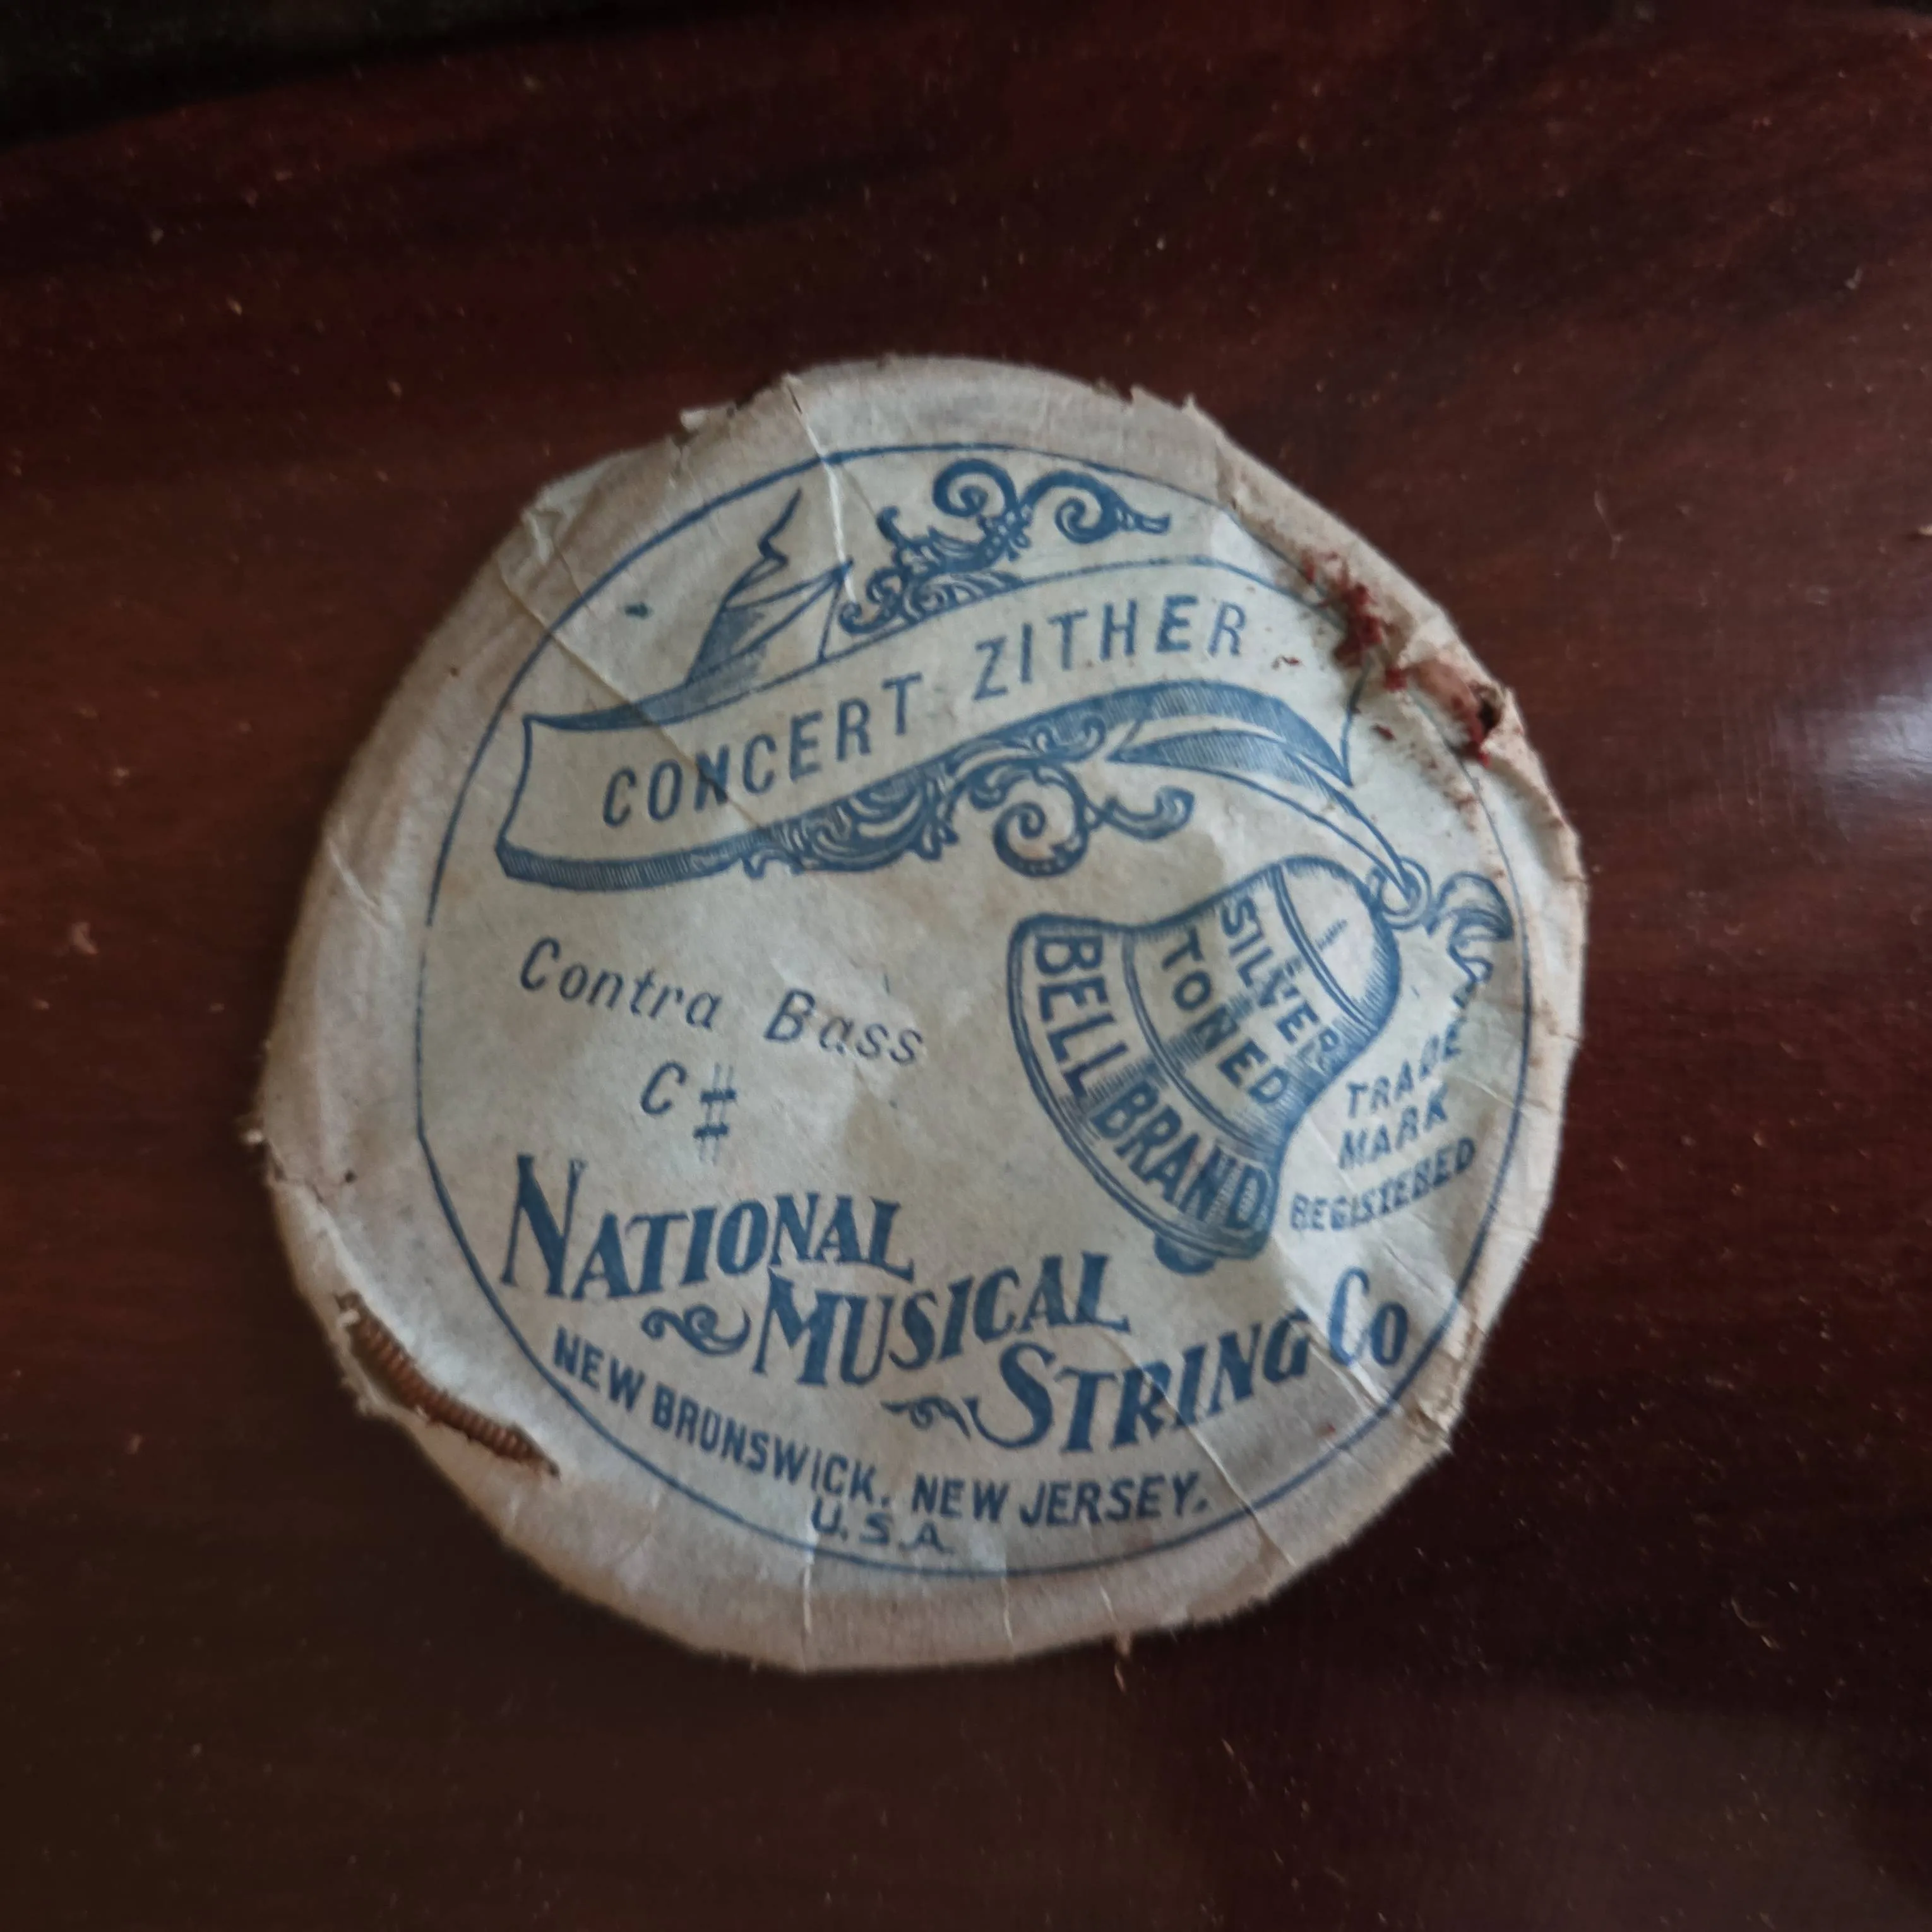 CONCERT ZITHER
Contra Bass
C#
SILVER
TONED
BELL BRAND
TRADE
MARK
REGISTERED
NATIONAL
MUSICAL
STRING CO
NEW BRUNSWICK, NEW JERSEY.
U.S.A